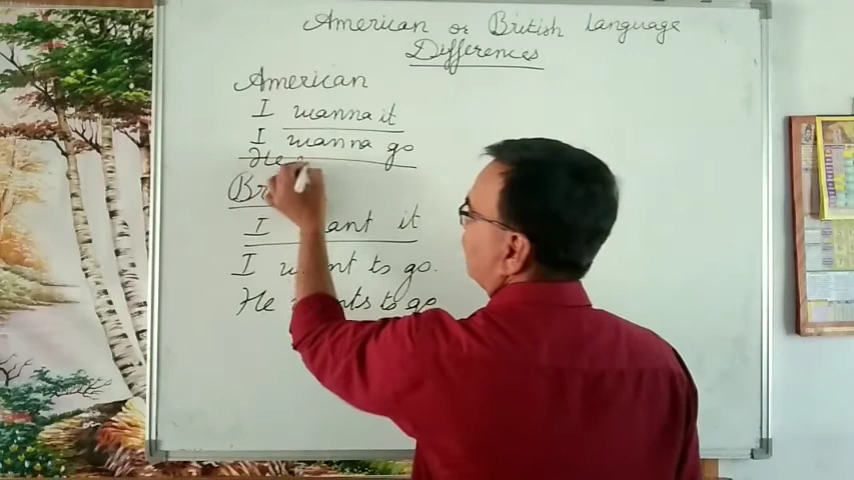 American or British Language
Differences
American
I wanna it
I wanna go
He
I want it
I want to go.
He wants to go